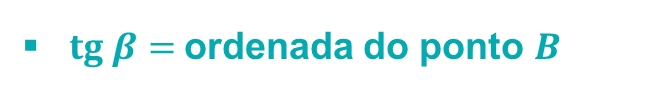 ▪ tg β = ordenada do ponto B